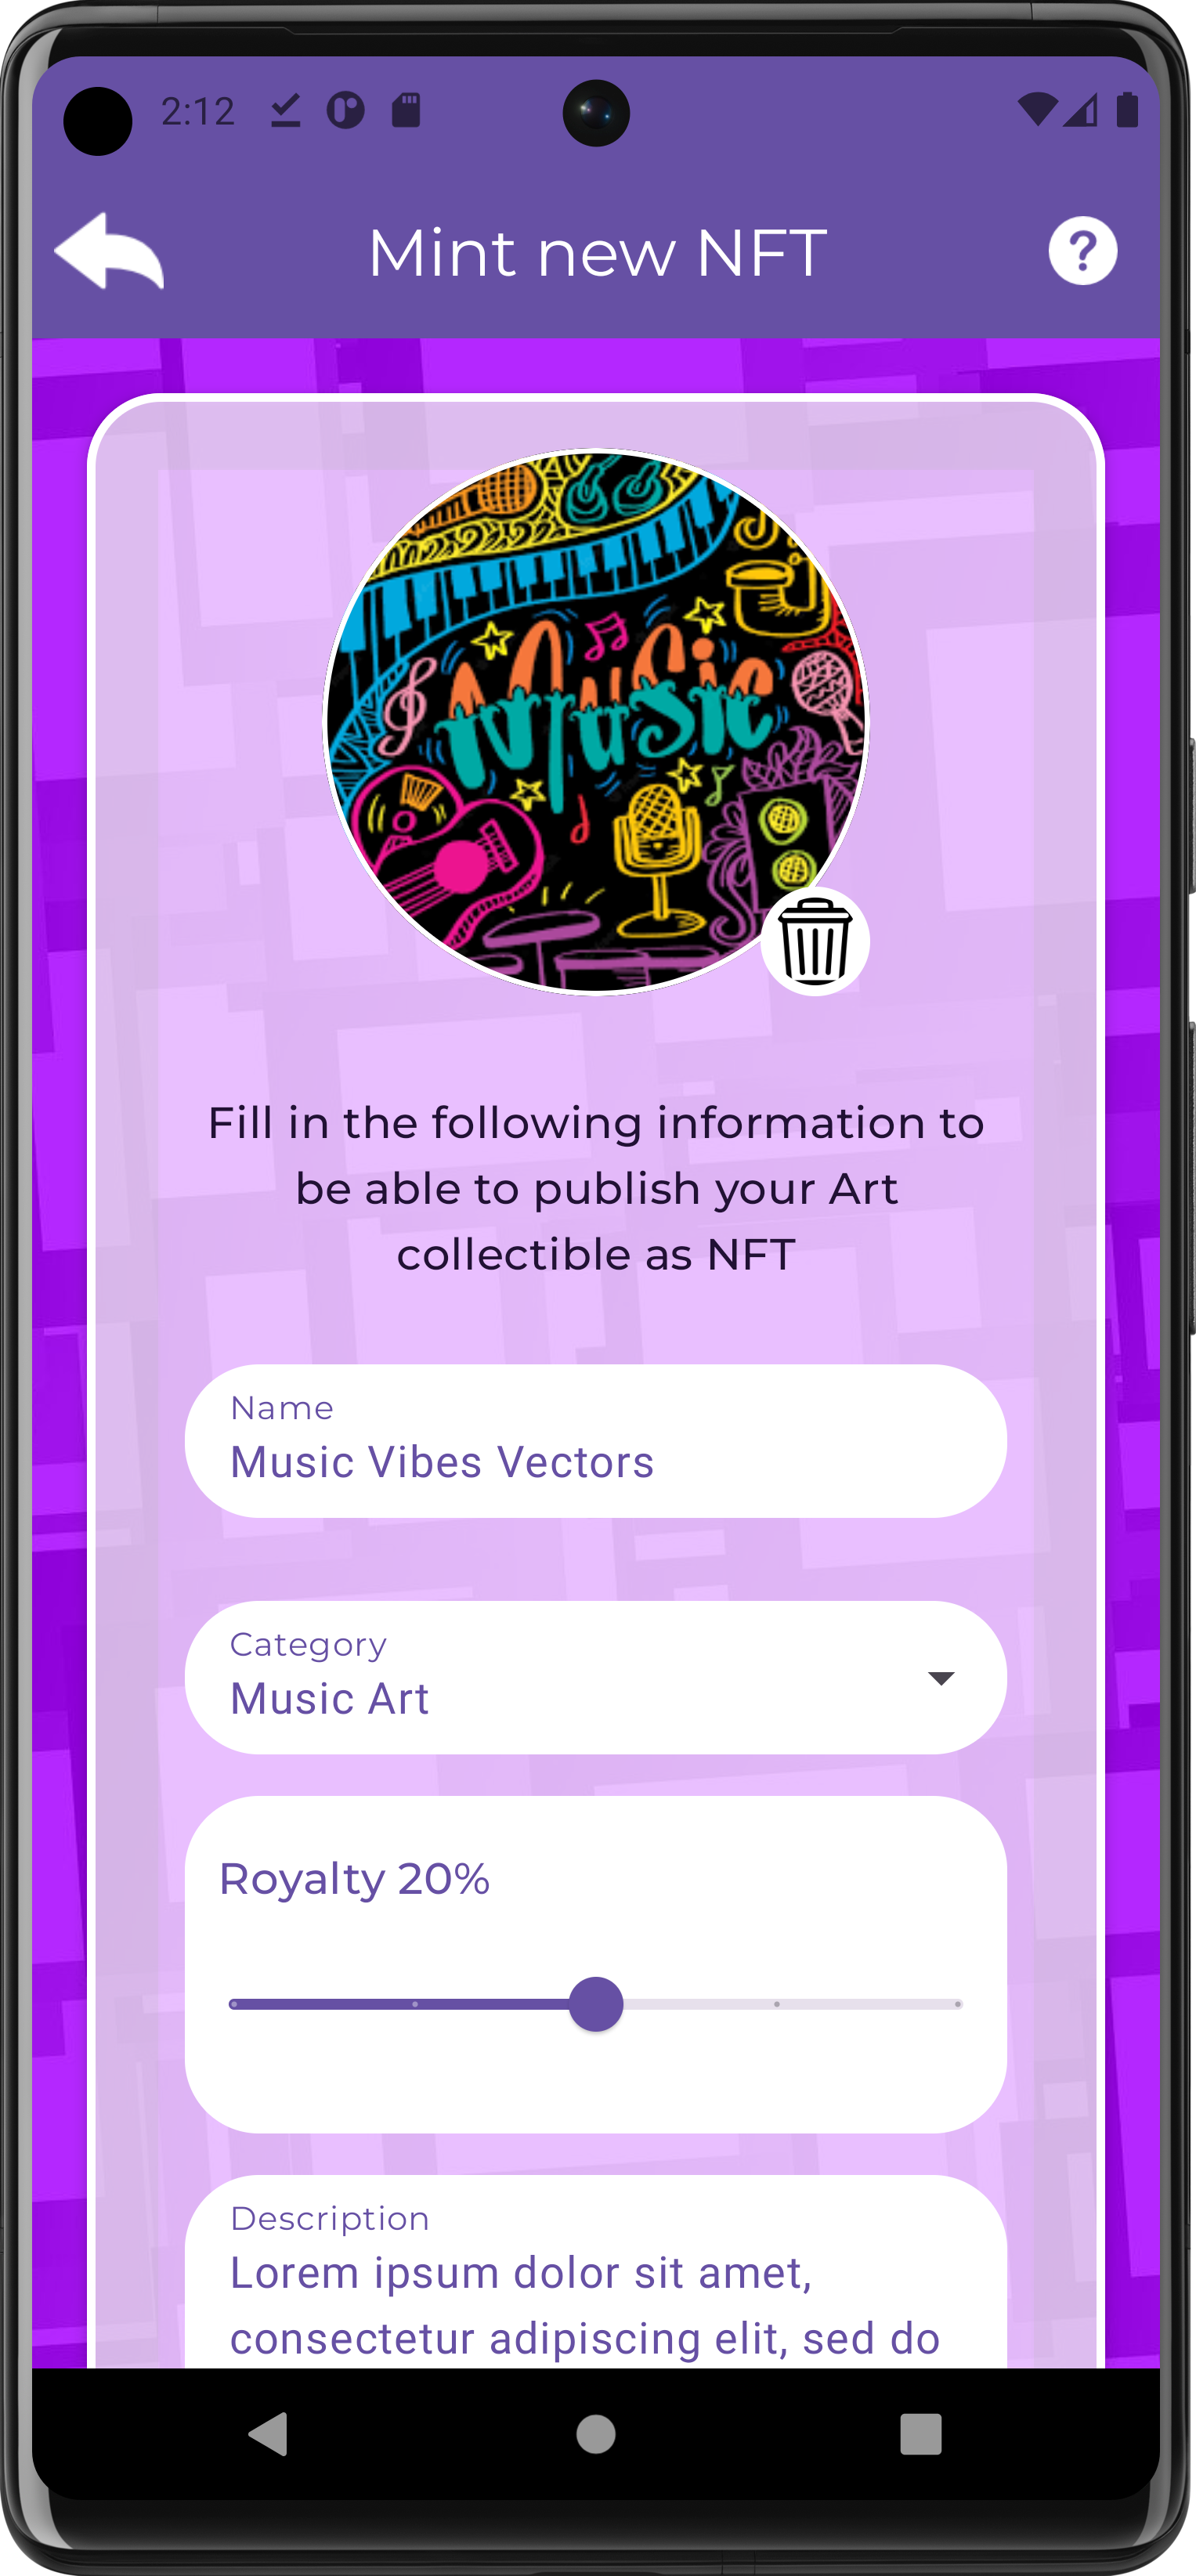 2:12
Mint new NFT
?
Music
Fill in the following information to
be able to publish your Art
collectible as NFT
Name
Music Vibes Vectors
Category
Music Art
Royalty 20%
Description
Lorem ipsum dolor sit amet,
consectetur adipiscing elit, sed do